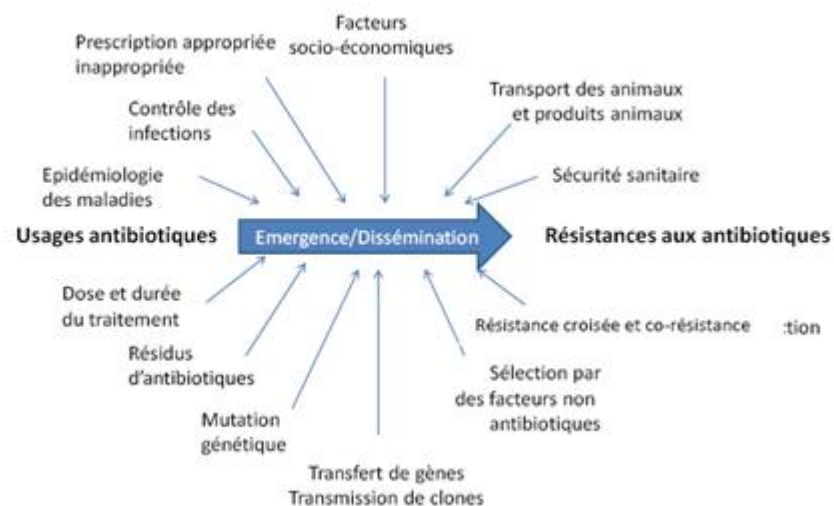 Facteurs
socio-économiques
Prescription appropriée
inappropriée
Transport des animaux
et produits animaux
Contrôle des
infections
Epidémiologie
des maladies
Sécurité sanitaire
Usages antibiotiques
Emergence/Dissémination
Résistances aux antibiotiques
Dose et durée
du traitement
Résistance croisée et co-résistance :tion
Résidus
d'antibiotiques
Sélection par
des facteurs non
antibiotiques
Mutation
génétique
Transfert de gènes
Transmission de clones